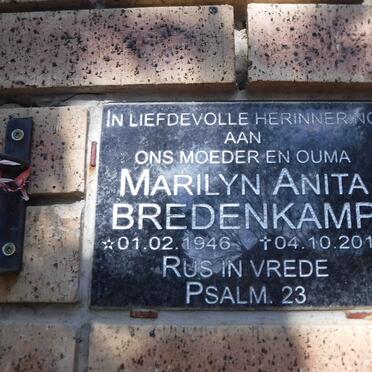 IN LIEFDEVOLLE HERINNERING
AAN
ONS MOEDER EN OUMA
MARILYN ANITA
BREDENKAMP
☆01.02.1946 ✝04.10.201
RUS IN VREDE
PSALM. 23